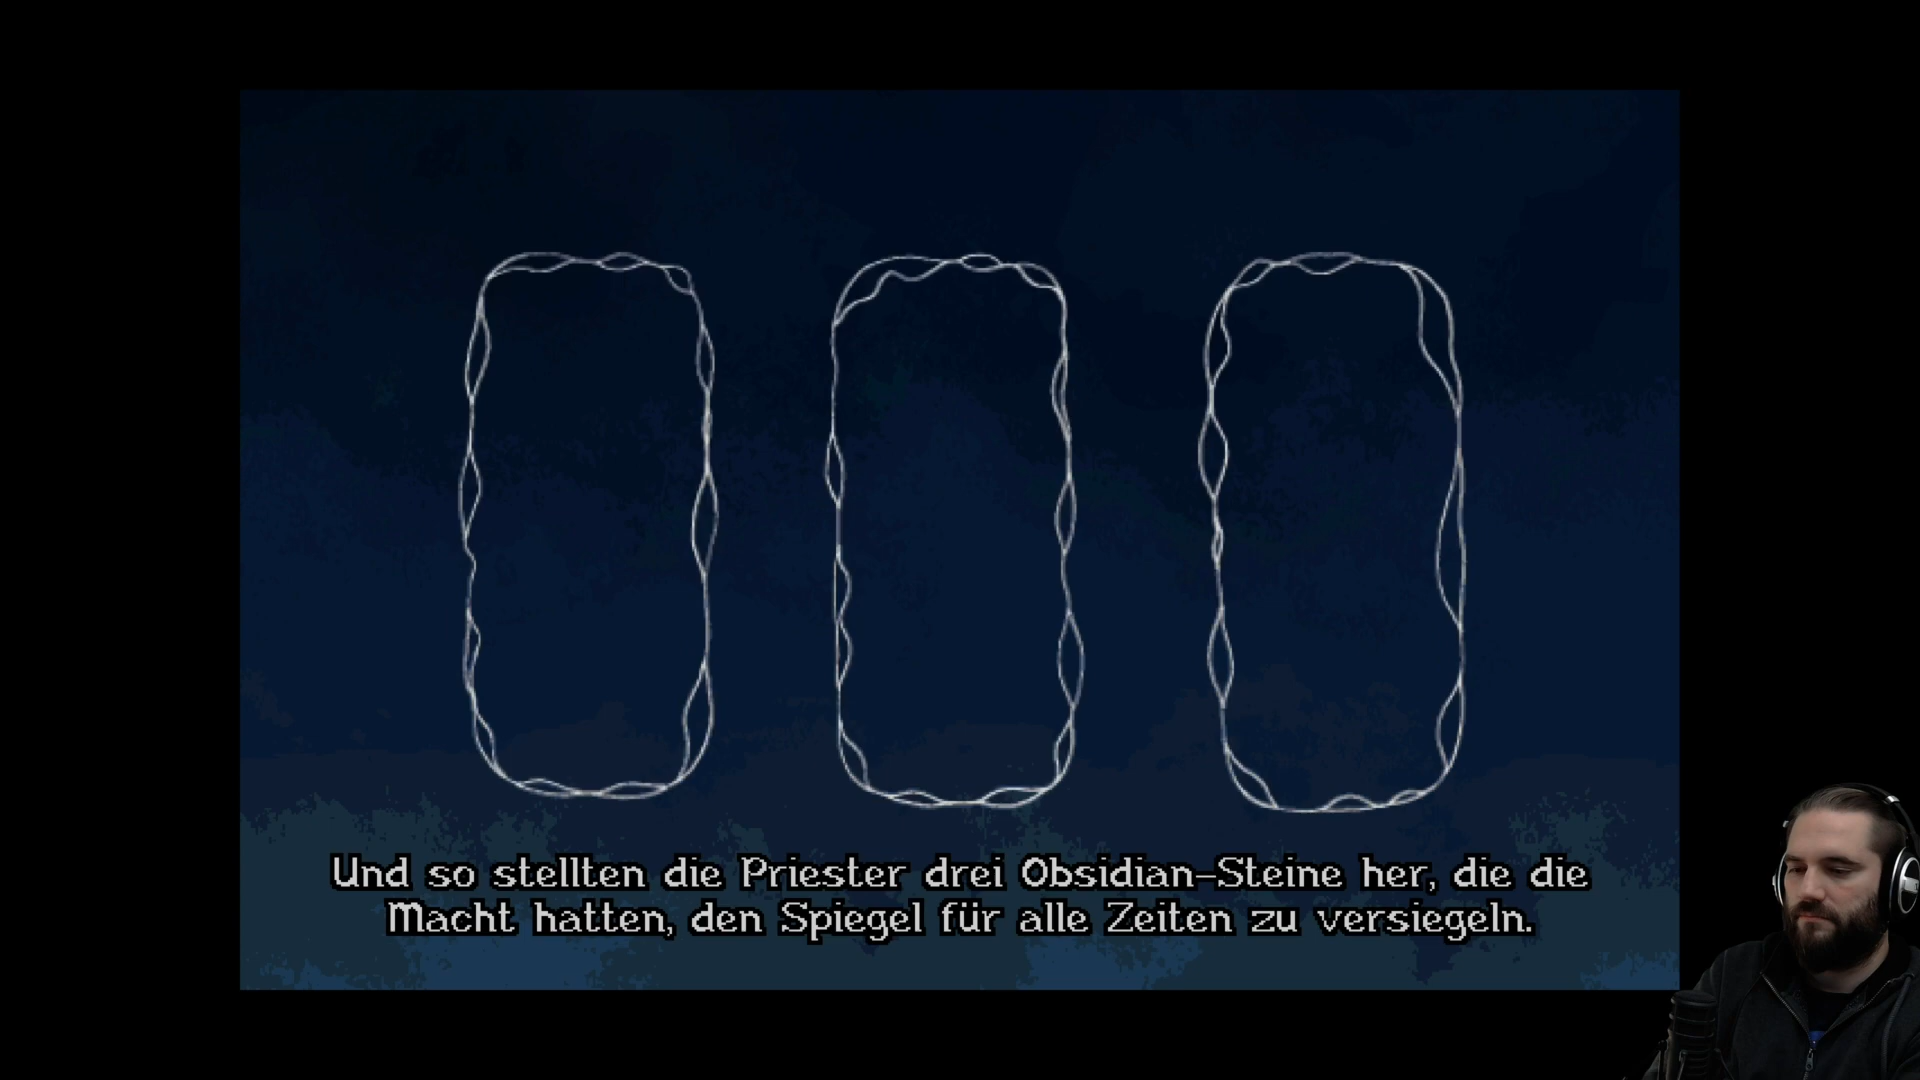 Und so stellten die Priester drei Obsidian-Steine her, die die
Macht hatten, den Spiegel für alle Zeiten zu versiegeln.